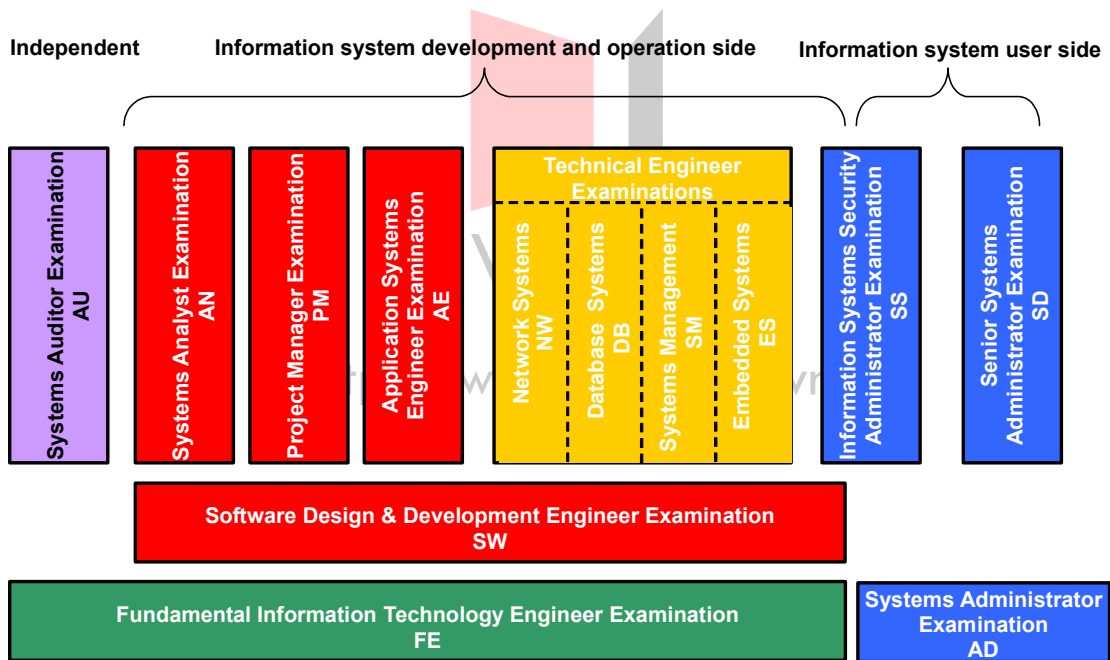 Independent
Information system development and operation side
Information system user side
Systems Auditor Examination
AU
Systems Analyst Examination
AN
Project Manager Examination
PM
Application Systems
Engineer Examination
AE
Technical Engineer
Examinations
Network Systems
NW
Database Systems
DB
Systems Management
SM
Embedded Systems
ES
Information Systems Security
Administrator Examination
SS
Senior Systems
Administrator Examination
SD
Software Design & Development Engineer Examination
SW
Fundamental Information Technology Engineer Examination
FE
Systems Administrator
Examination
AD